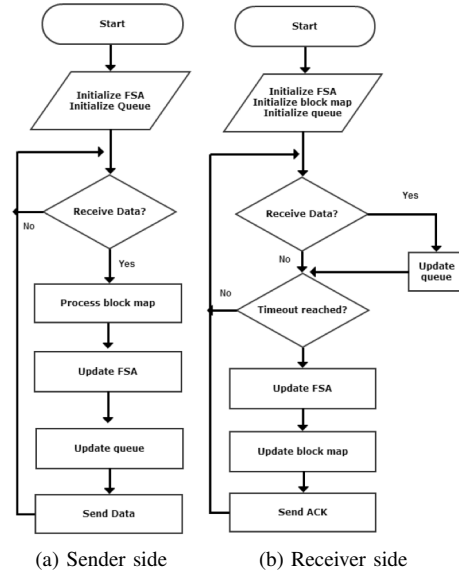 Start
Initialize FSA
Initialize Queue
Receive Data?
No
Yes
Process block map
Update FSA
Update queue
Send Data
(a) Sender side
Start
Initialize FSA
Initialize block map
Initialize queue
Receive Data?
Yes
No
Update
queue
Timeout reached?
No
Update FSA
Update block map
Send ACK
(b) Receiver side